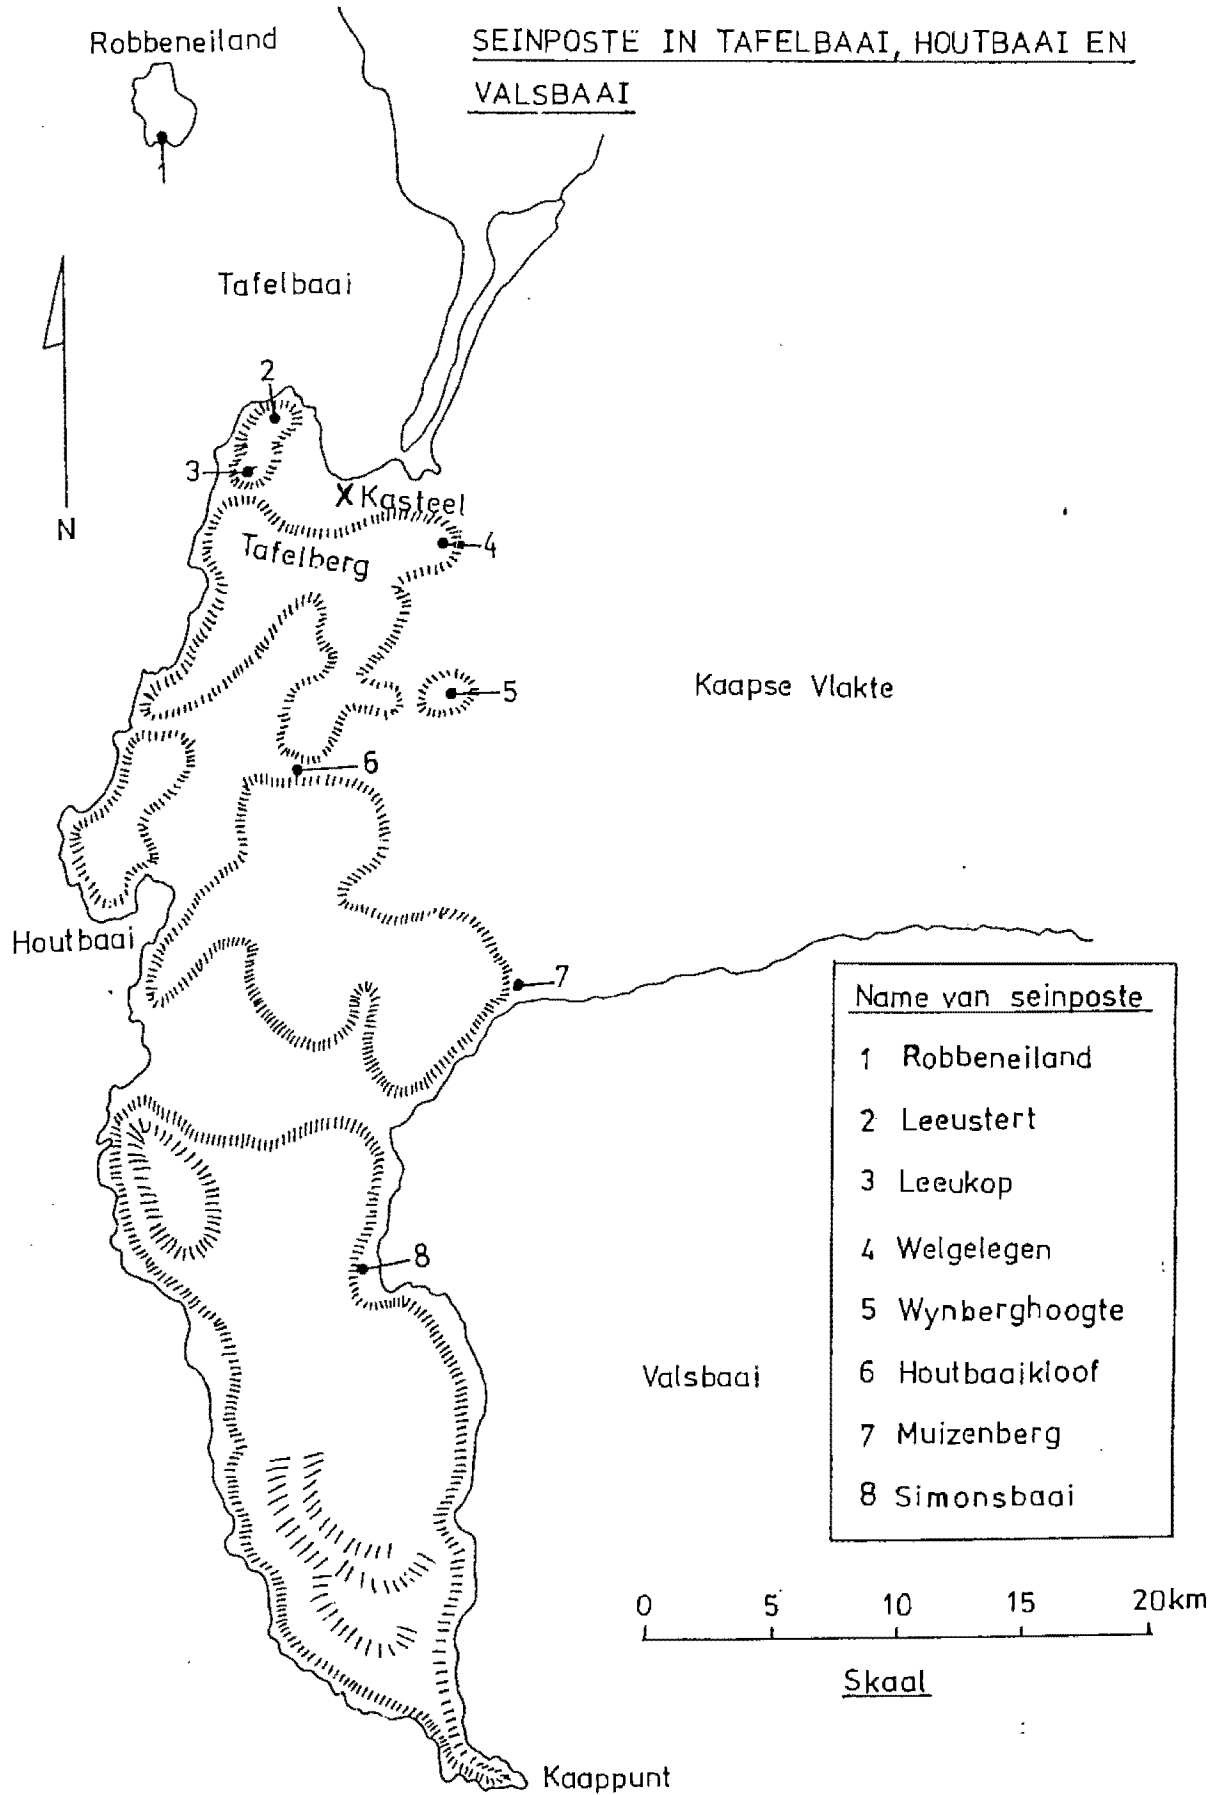 SEINPOSTE IN TAFELBAAI, HOUTBAAI EN
VALSBAAI
Robbeneiland
1
Tafelbaai
2
3
X Kasteel
N
Tafelberg
4
5
Kaapse Vlakte
6
Houtbaai
7
Name van seinposte
1 Robbeneiland
2 Leeustert
3 Leeukop
4 Welgelegen
5 Wynberghoogte
6 Houtbaaikloof
7 Muizenberg
8 Simonsbaai
8
Valsbaai
0 5 10 15 20km
Skaal
Kaappunt